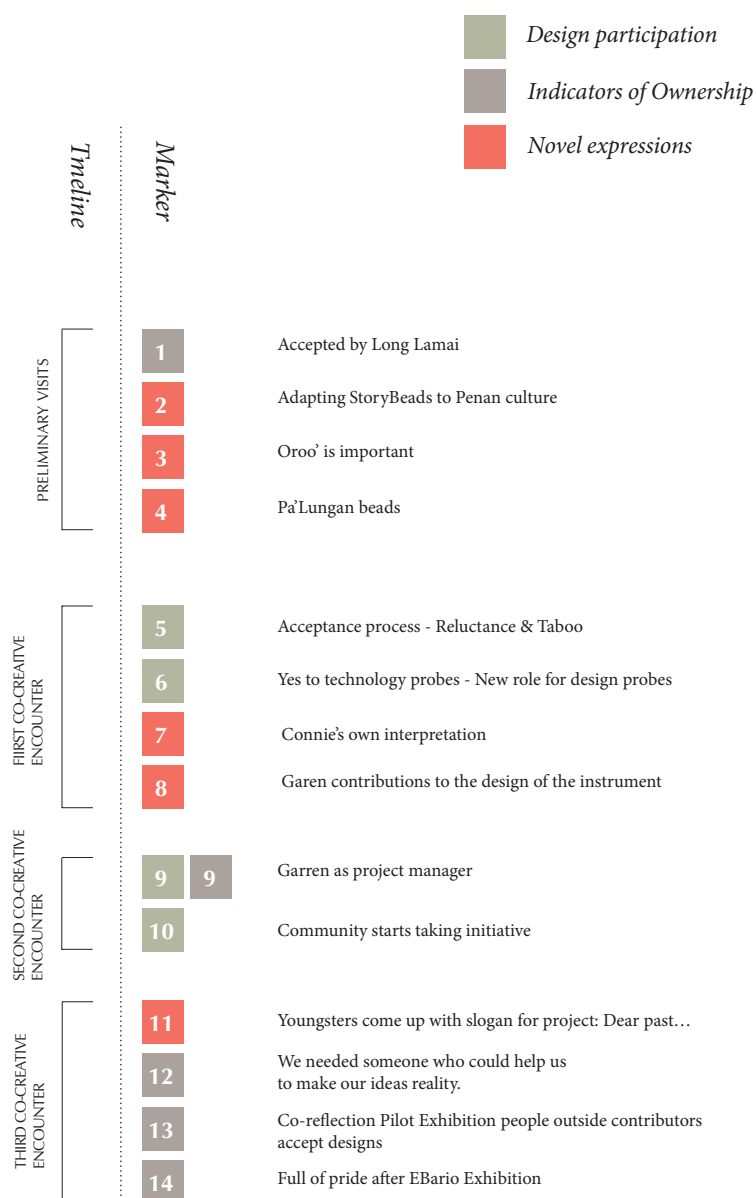 Design participation
Indicators of Ownership
Novel expressions
Tmeline
Marker
PRELIMINARY VISITS
1 Accepted by Long Lamai
2 Adapting StoryBeads to Penan culture
3 Oroo' is important
4 Pa'Lungan beads
FIIRST CO-CREAITVE
ENCOUNTER
5 Acceptance process - Reluctance & Taboo
6 Yes to technology probes - New role for design probes
7 Connie's own interpretation
8 Garen contributions to the design of the instrument
SECOND CO-CREATIVE
ENCOUNTER
9 9 Garren as project manager
10 Community starts taking initiative
THIRD CO-CREATIVE
ENCOUNTER
11 Youngsters come up with slogan for project: Dear past…
12 We needed someone who could help us
to make our ideas reality.
13 Co-reflection Pilot Exhibition people outside contributors
accept designs
14 Full of pride after EBario Exhibition